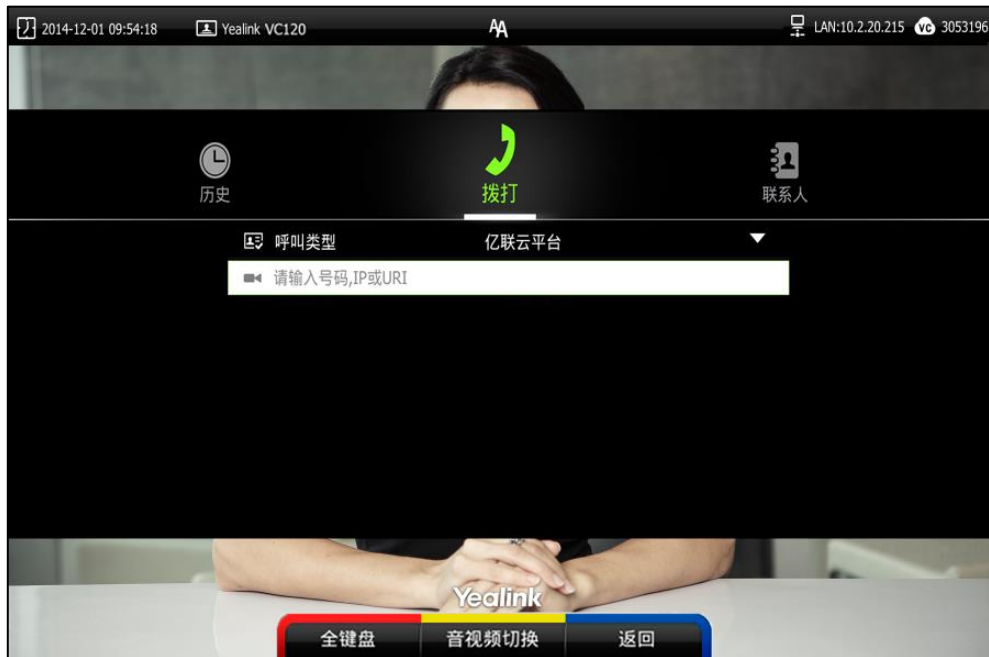 2014-12-01 09:54:18 Yealink VC120 AA LAN:10.2.20.215 VC 3053196
历史 拨打 联系人
呼叫类型 亿联云平台
请输入号码,IP或URI
Yealink
全键盘 音视频切换 返回